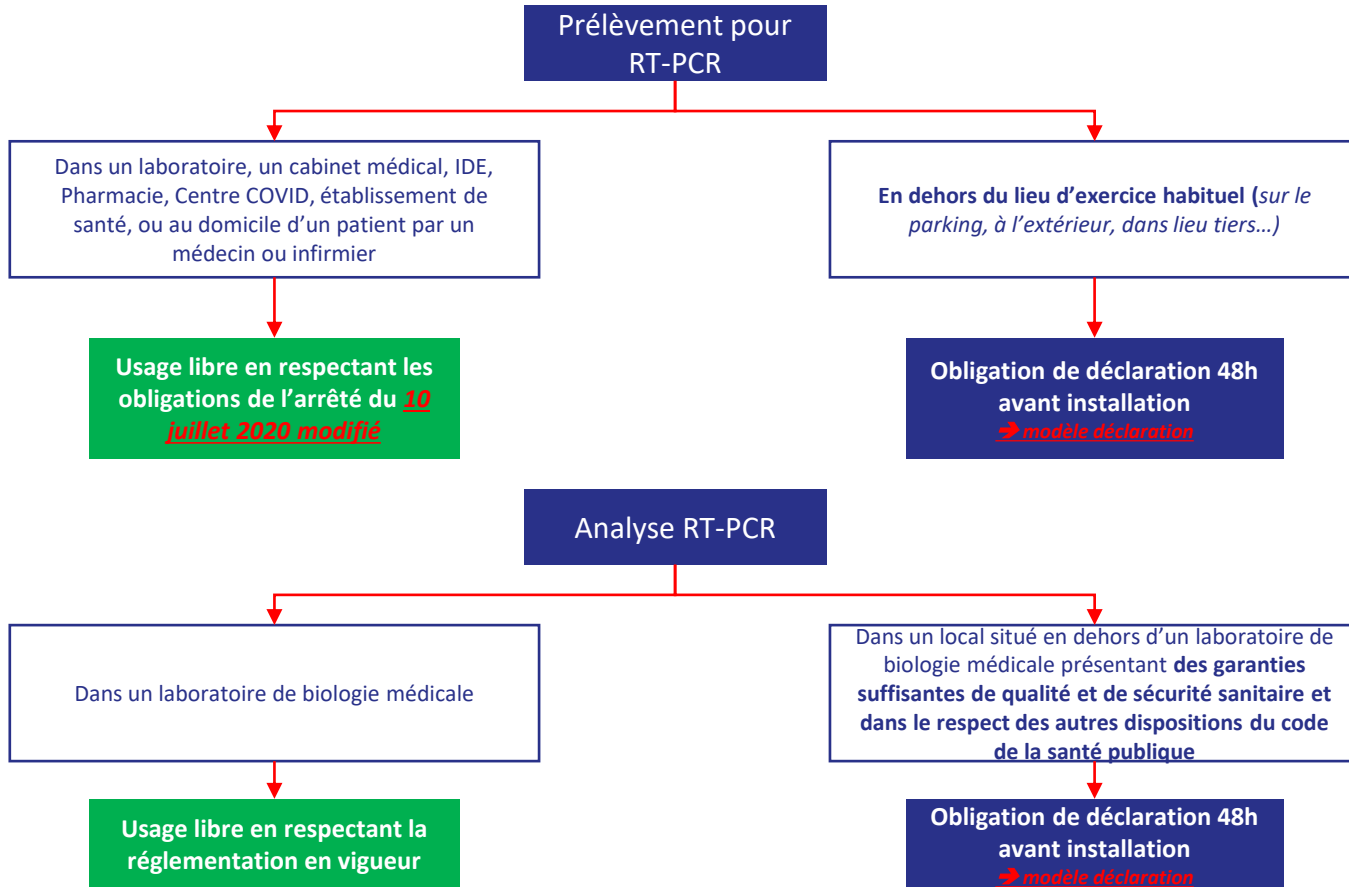 Prélèvement pour
RT-PCR
Dans un laboratoire, un cabinet médical, IDE,
Pharmacie, Centre COVID, établissement de
santé, ou au domicile d’un patient par un
médecin ou infirmier
En dehors du lieu d’exercice habituel (sur le
parking, à l’extérieur, dans lieu tiers…)
Usage libre en respectant les
obligations de l’arrêté du 10
juillet 2020 modifié
Obligation de déclaration 48h
avant installation
➔ modèle déclaration
Analyse RT-PCR
Dans un laboratoire de biologie médicale
Dans un local situé en dehors d’un laboratoire de
biologie médicale présentant des garanties
suffisantes de qualité et de sécurité sanitaire et
dans le respect des autres dispositions du code
de la santé publique
Usage libre en respectant la
réglementation en vigueur
Obligation de déclaration 48h
avant installation
➔ modèle déclaration